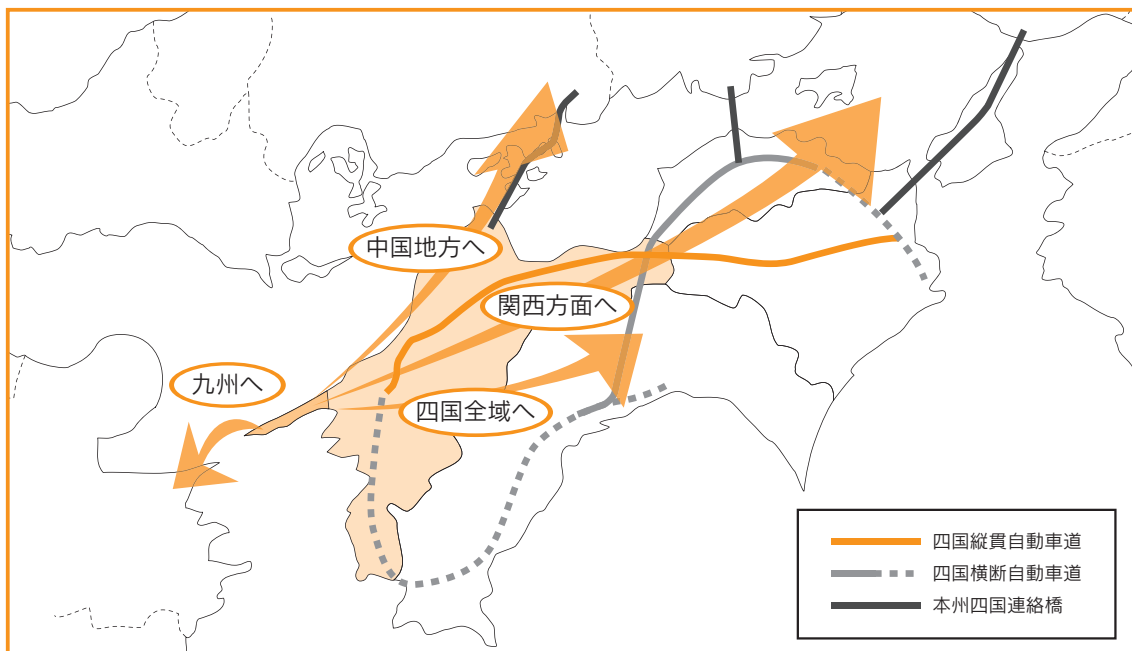 中国地方へ
関西方面へ
九州へ
四国全域へ
四国縦貫自動車道
四国横断自動車道
本州四国連絡橋